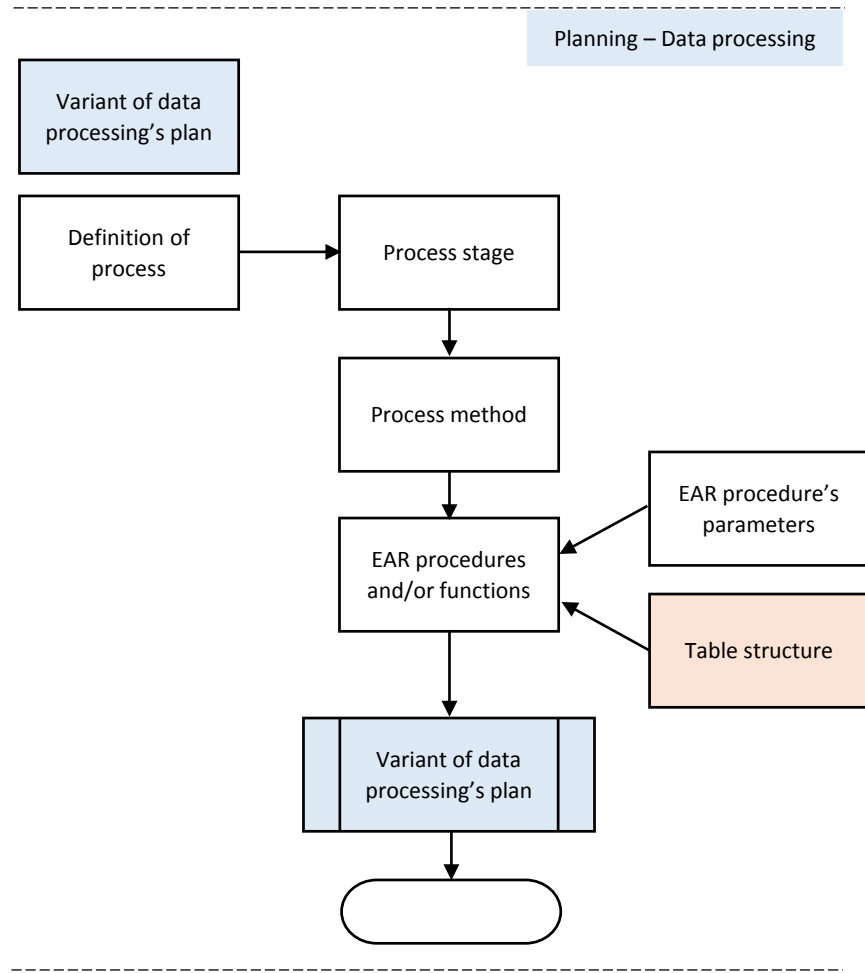 Planning – Data processing
Variant of data
processing’s plan
Definition of
process
Process stage
Process method
EAR procedure’s
parameters
EAR procedures
and/or functions
Table structure
Variant of data
processing’s plan